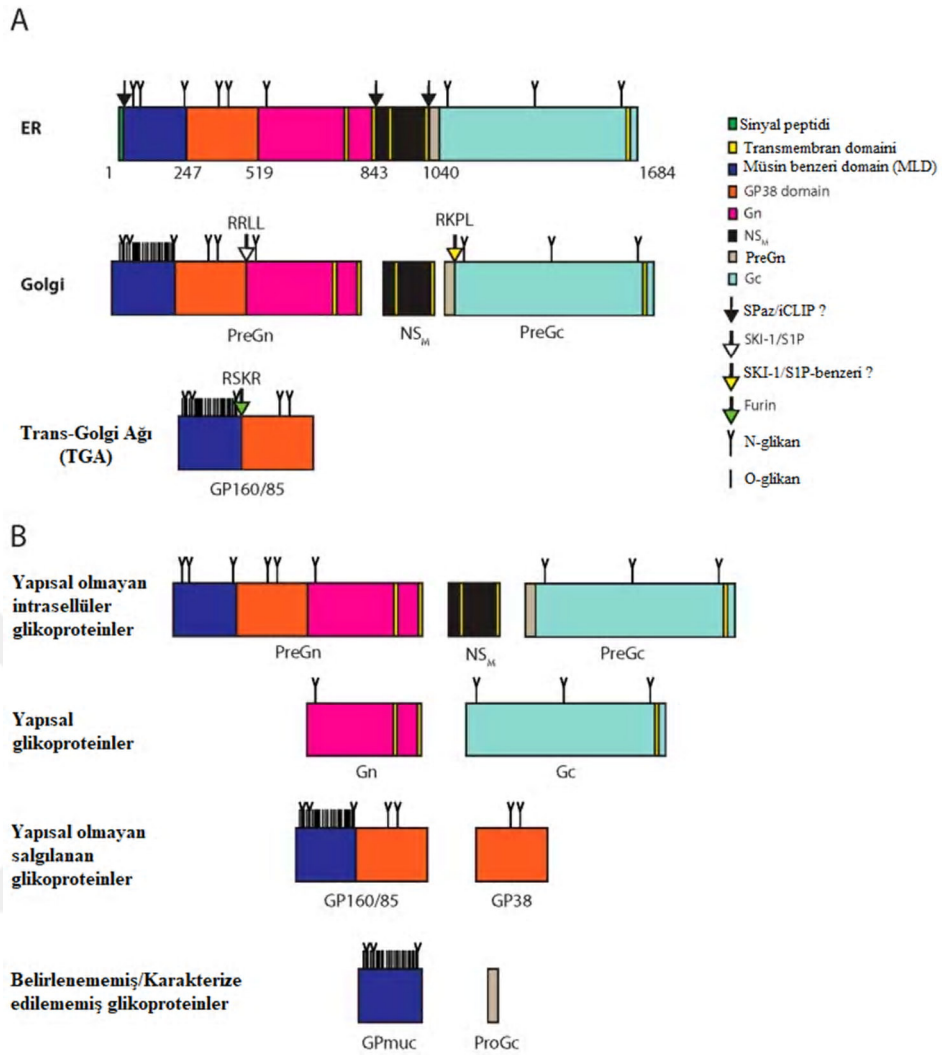 A
ER
1 247 519 843 1040 1684
Sinyal peptidi
Transmembran domaini
Müsin benzeri domain (MLD)
GP38 domain
Gn
NSM
PreGn
Gc
SPaz/iCLIP ?
SKI-1/S1P
SKI-1/S1P-benzeri ?
Furin
N-glikan
O-glikan
RRLL
RKPL
Golgi
PreGn
NSM
PreGc
RSKR
Trans-Golgi Ağı
(TGA)
GP160/85
B
Yapısal olmayan
intrasellüler
glikoproteinler
PreGn
NSM
PreGc
Yapısal
glikoproteinler
Gn
Gc
Yapısal olmayan
salgılanan
glikoproteinler
GP160/85
GP38
Belirlenememiş/Karakterize
edilememiş glikoproteinler
GPmuc
ProGc